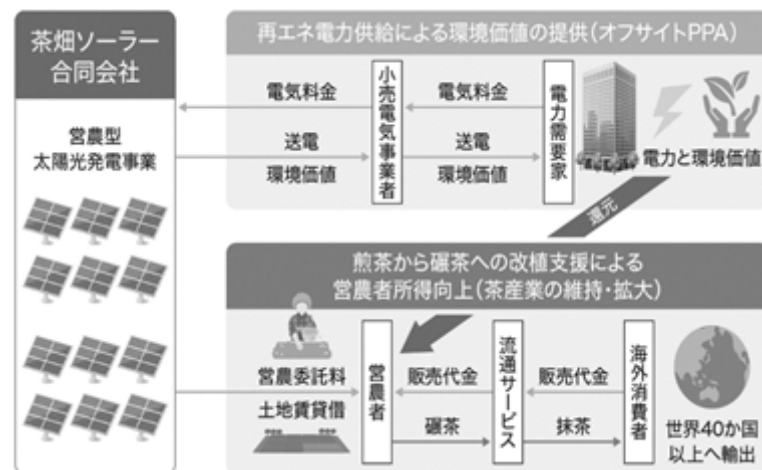 茶畑ソーラー
合同会社
営農型
太陽光発電事業
再エネ電力供給による環境価値の提供(オフサイトPPA)
電気料金
送電
環境価値
小売電気事業者
電気料金
送電
環境価値
電力需要家
電力と環境価値
還元
煎茶から碾茶への改植支援による
営農者所得向上(茶産業の維持・拡大)
営農委託料
土地賃貸借
営農者
販売代金
碾茶
流通サービス
販売代金
抹茶
海外消費者
世界40か国
以上へ輸出